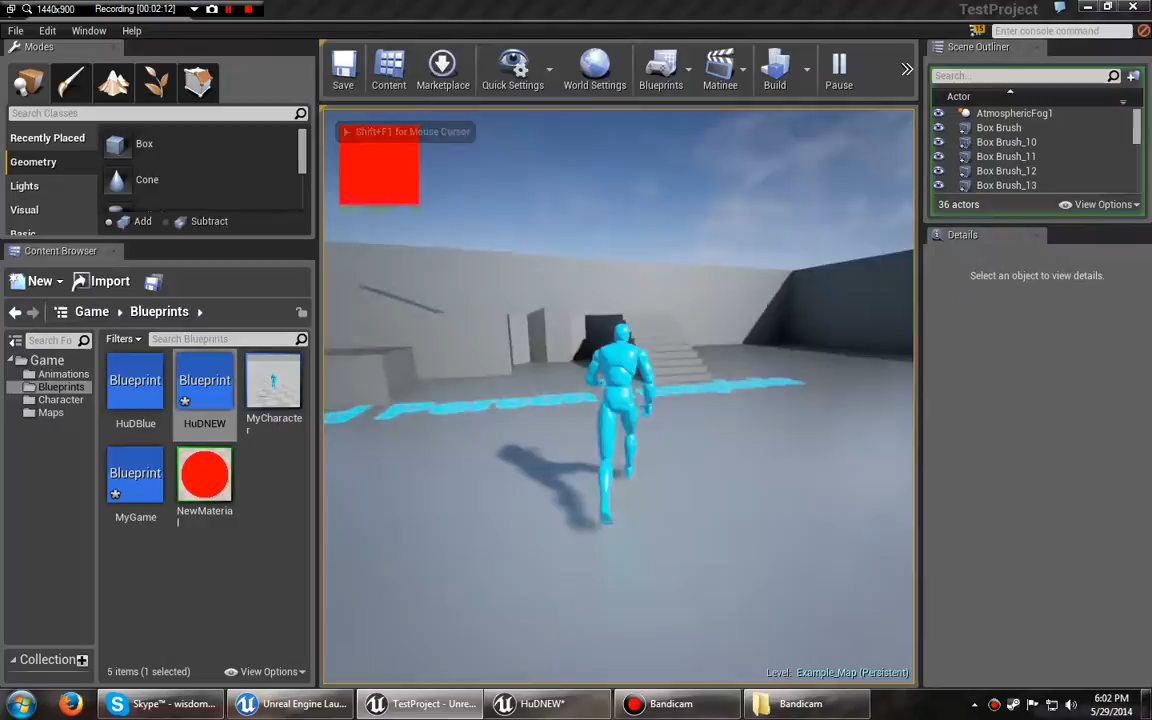 1440x900 Recording [00:02:12] TestProject
File Edit Window Help
Enter console command
Modes
Search Classes
Recently Placed
Geometry
Lights
Visual
Basic
Box
Cone
Add Subtract
Content Browser
New Import
Game Blueprints
Search Fo
Filters Search Blueprints
Game
Animations
Blueprints
Character
Maps
Blueprint Blueprint
HuDBlue HuDNEW MyCharacte
r
Blueprint
MyGame NewMateria
l
Collection
5 items (1 selected) View Options
Save Content Marketplace Quick Settings World Settings Blueprints Matinee Build Pause
Shift+F1 for Mouse Cursor
Level: Example_Map (Persistent)
Scene Outliner
Search...
Actor
AtmosphericFog1
Box Brush
Box Brush_10
Box Brush_11
Box Brush_12
Box Brush_13
36 actors View Options
Details
Select an object to view details.
Skype™ - wisdom... Unreal Engine Lau... TestProject - Unre... HuDNEW* Bandicam Bandicam
6:02 PM
5/29/2014